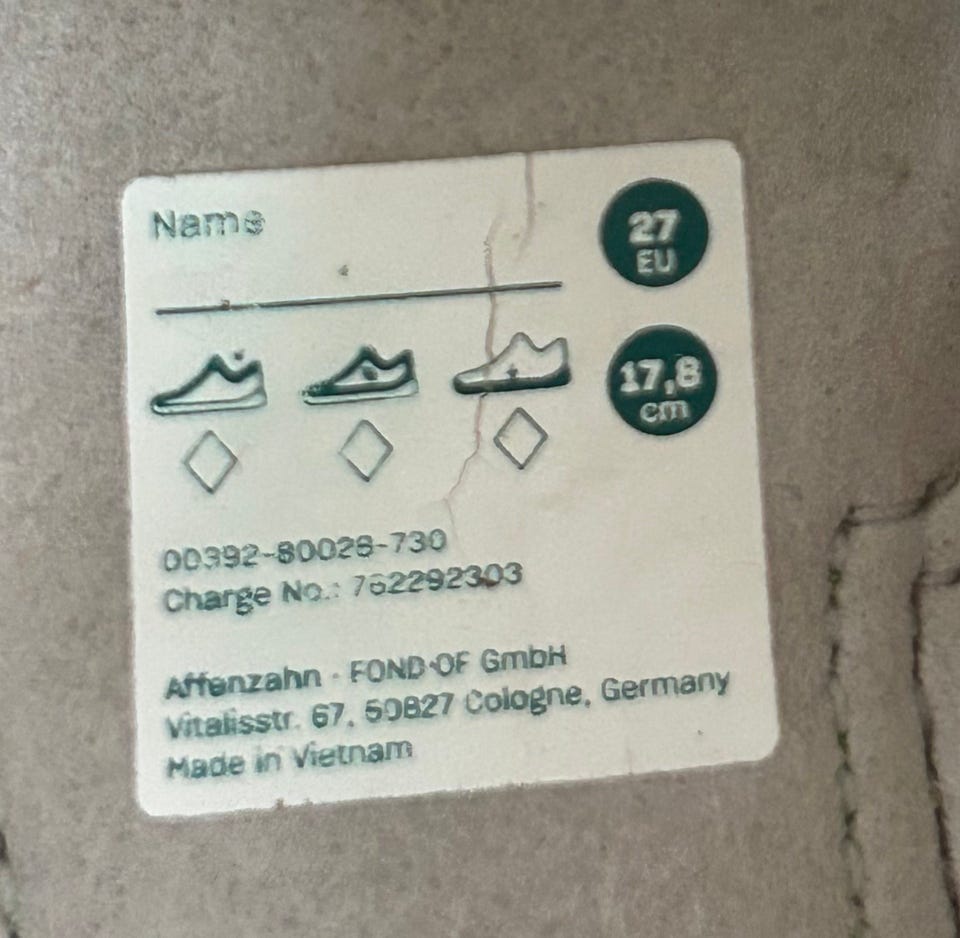 Name
27
EU
17,8
cm
00392-80028-730
Charge No.: 762292303
Affenzahn · FOND OF GmbH
Vitalisstr. 67, 50827 Cologne, Germany
Made in Vietnam